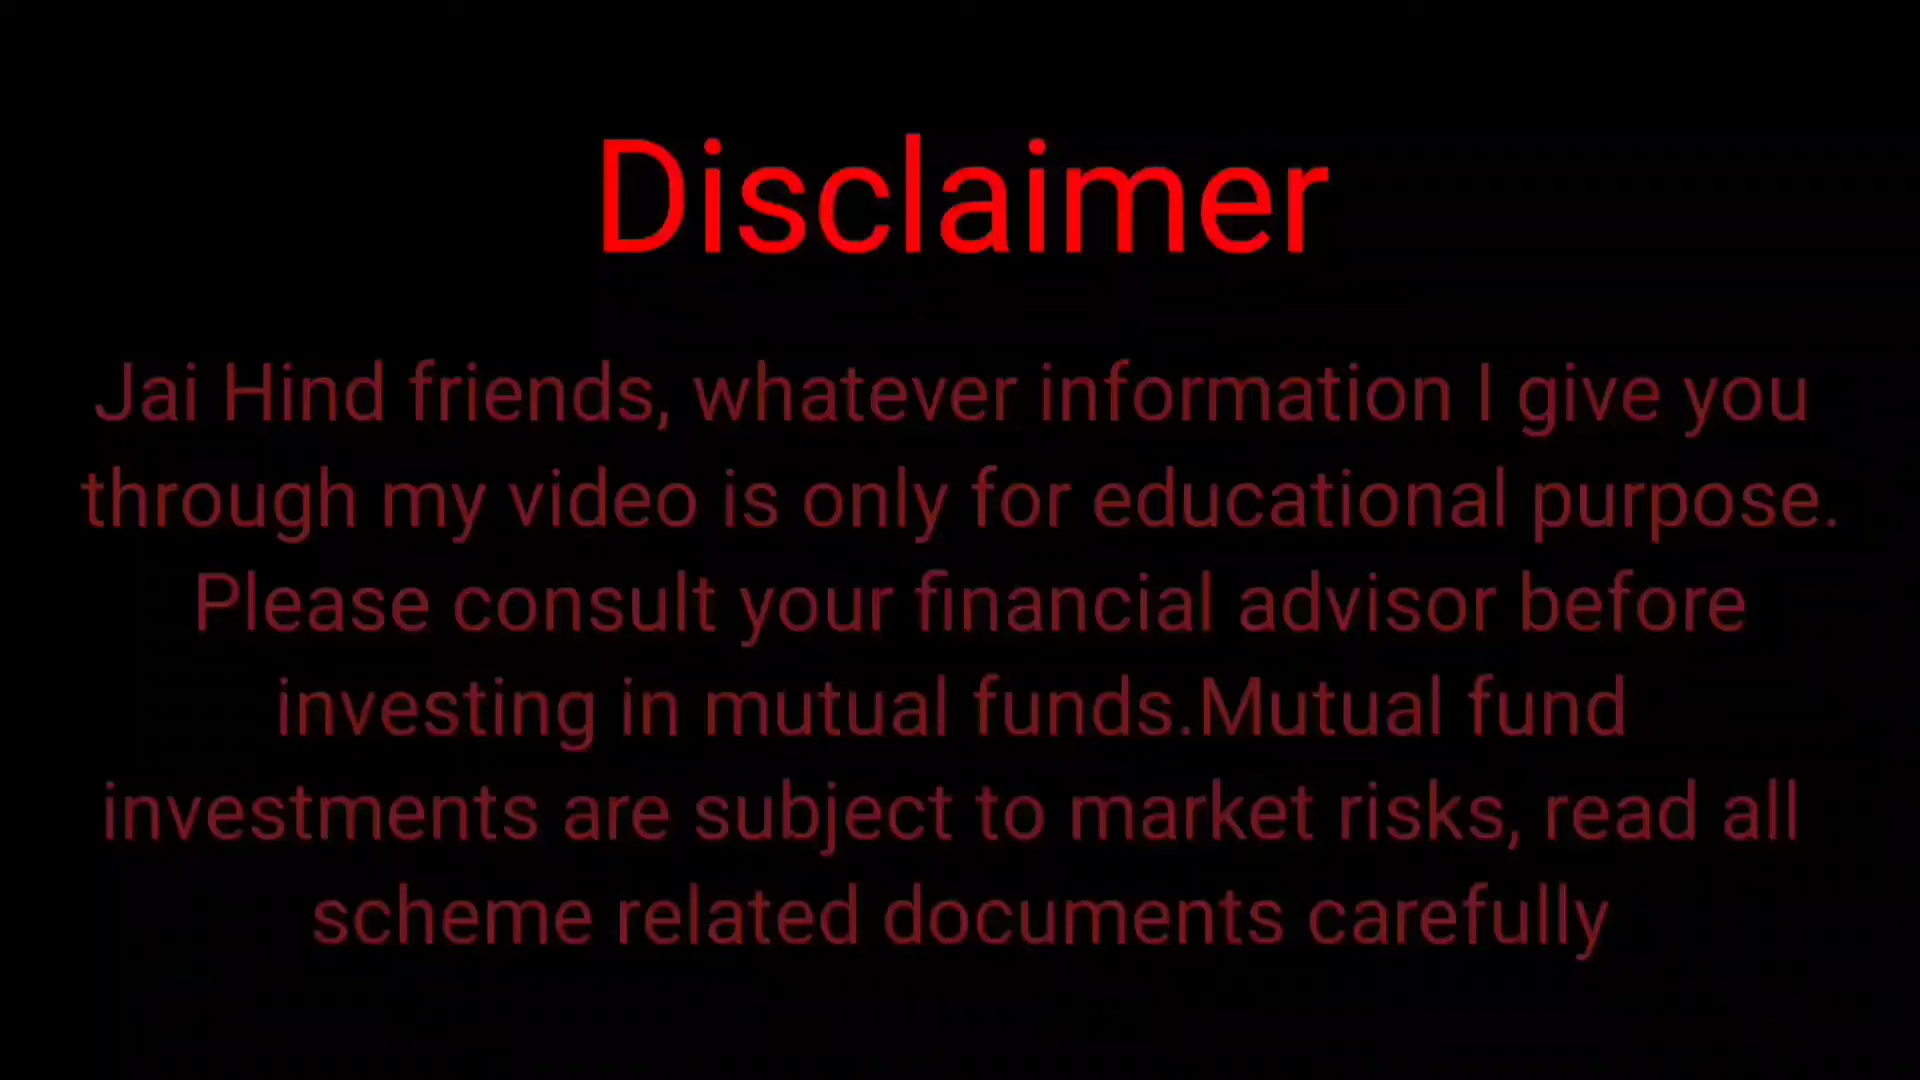 Disclaimer
Jai Hind friends, whatever information I give you
through my video is only for educational purpose.
Please consult your financial advisor before
investing in mutual funds.Mutual fund
investments are subject to market risks, read all
scheme related documents carefully